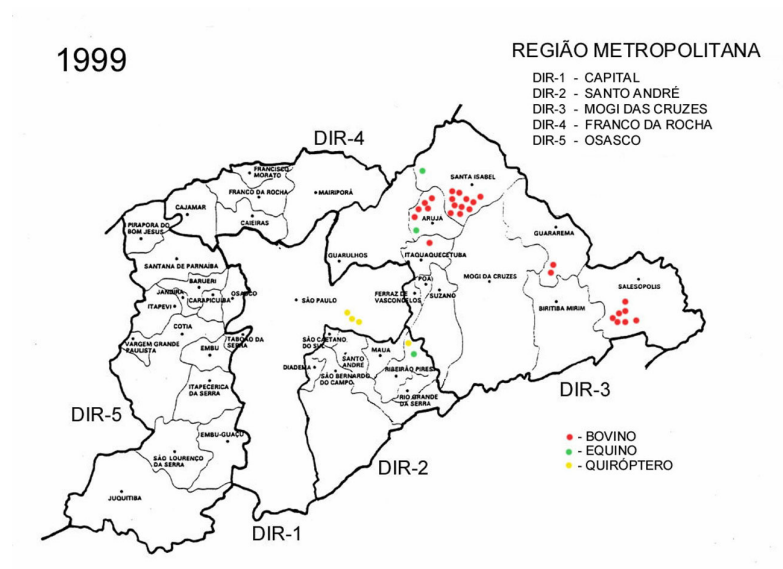 1999
REGIÃO METROPOLITANA
DIR-1 - CAPITAL
DIR-2 - SANTO ANDRÉ
DIR-3 - MOGI DAS CRUZES
DIR-4 - FRANCO DA ROCHA
DIR-5 - OSASCO
DIR-4
FRANCISCO
MORATO
FRANCO DA ROCHA
MAIRIPORÃ
CAJAMAR
CAIEIRAS
SANTA ISABEL
ARUJÁ
GUARAREMA
PIRAPORA DO
BOM JESUS
SANTANA DE PARNAÍBA
GUARULHOS
ITAQUAQUECETUBA
BARUERI
JANDIRA
CARAPICUIBA
OSASCO
ITAPEVI
SÃO PAULO
POÁ
FERRAZ DE
VASCONCELOS
SUZANO
MOGI DA CRUZES
SALESOPOLIS
BIRITIBA MIRIM
COTIA
VARGEM GRANDE
PAULISTA
EMBU
TABOÃO DA
SERRA
SÃO CAETANO
DO SUL
DIADEMA
SANTO
ANDRÉ
MAUA
SÃO BERNARDO
DO CAMPO
RIBEIRÃO PIRES
RIO GRANDE
DA SERRA
ITAPECERICA
DA SERRA
DIR-3
DIR-5
EMBU-GUAÇÚ
SÃO LOURENÇO
DA SERRA
JUQUITIBA
DIR-2
DIR-1
- BOVINO
- EQUINO
- QUIRÓPTERO